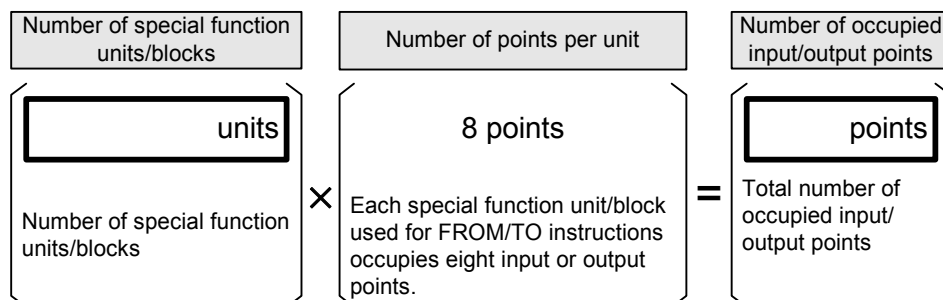 Number of special function
units/blocks
Number of points per unit
Number of occupied
input/output points
units
8 points
points
Number of special function
units/blocks
×
Each special function unit/block
used for FROM/TO instructions
occupies eight input or output
points.
=
Total number of
occupied input/
output points